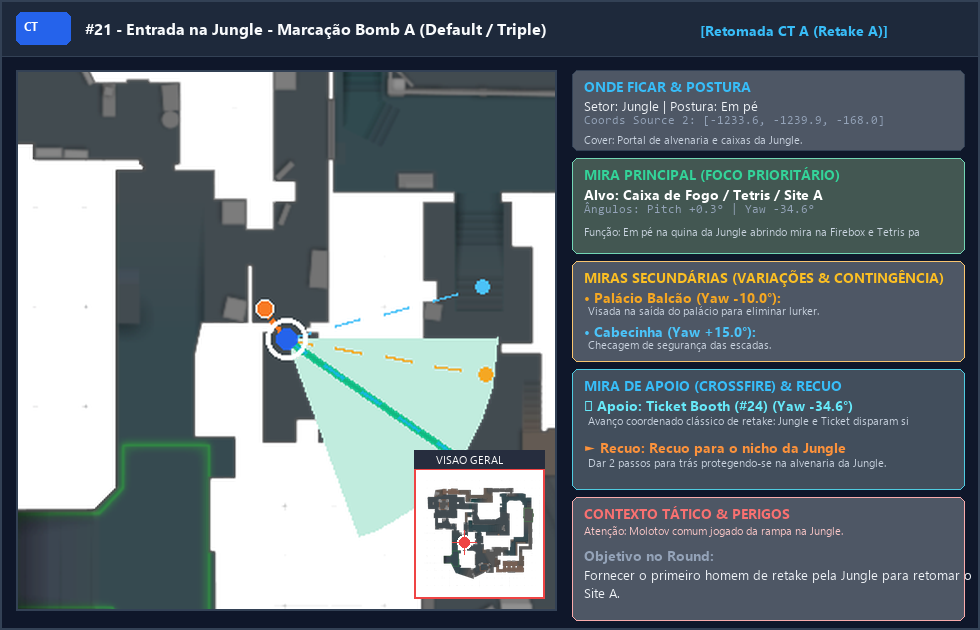 CT
#21 - Entrada na Jungle - Marcação Bomb A (Default / Triple)
[Retomada CT A (Retake A)]
VISAO GERAL
ONDE FICAR & POSTURA
Setor: Jungle | Postura: Em pé
Coords Source 2: [-1233.6, -1239.9, -168.0]
Cover: Portal de alvenaria e caixas da Jungle.
MIRA PRINCIPAL (FOCO PRIORITÁRIO)
Alvo: Caixa de Fogo / Tetris / Site A
Ângulos: Pitch +0.3º | Yaw -34.6º
Função: Em pé na quina da Jungle abrindo mira na Firebox e Tetris pa
MIRAS SECUNDÁRIAS (VARIAÇÕES & CONTINGÊNCIA)
• Palácio Balcão (Yaw -10.0°):
Visada na saída do palácio para eliminar lurker.
• Cabecinha (Yaw +15.0°):
Checagem de segurança das escadas.
MIRA DE APOIO (CROSSFIRE) & RECUO
Apoio: Ticket Booth (#24) (Yaw -34.6°)
Avanço coordenado clássico de retake: Jungle e Ticket disparam si
► Recuo: Recuo para o nicho da Jungle
Dar 2 passos para trás protegendo-se na alvenaria da Jungle.
CONTEXTO TÁTICO & PERIGOS
Atenção: Molotov comum jogado da rampa na Jungle.
Objetivo no Round:
Fornecer o primeiro homem de retake pela Jungle para retomar o
Site A.